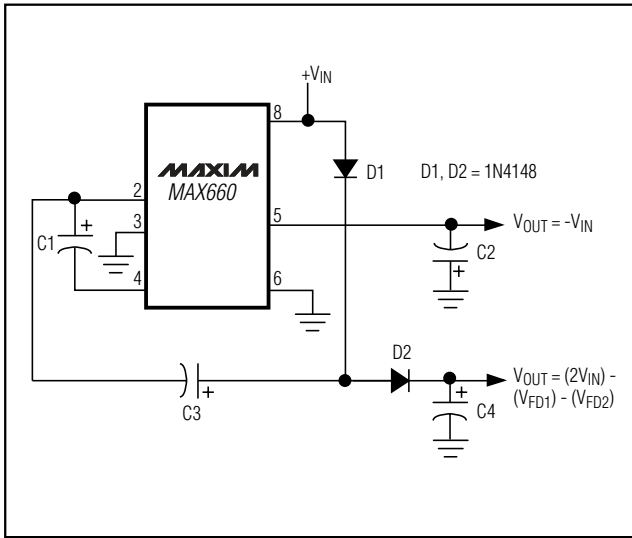 +VIN
8
D1
D1, D2 = 1N4148
MAXIM
MAX660
2
3
4
5
6
C1
+
VOUT = -VIN
C2
+
D2
C3
+
+
C4
VOUT = (2VIN) -
(VFD1) - (VFD2)